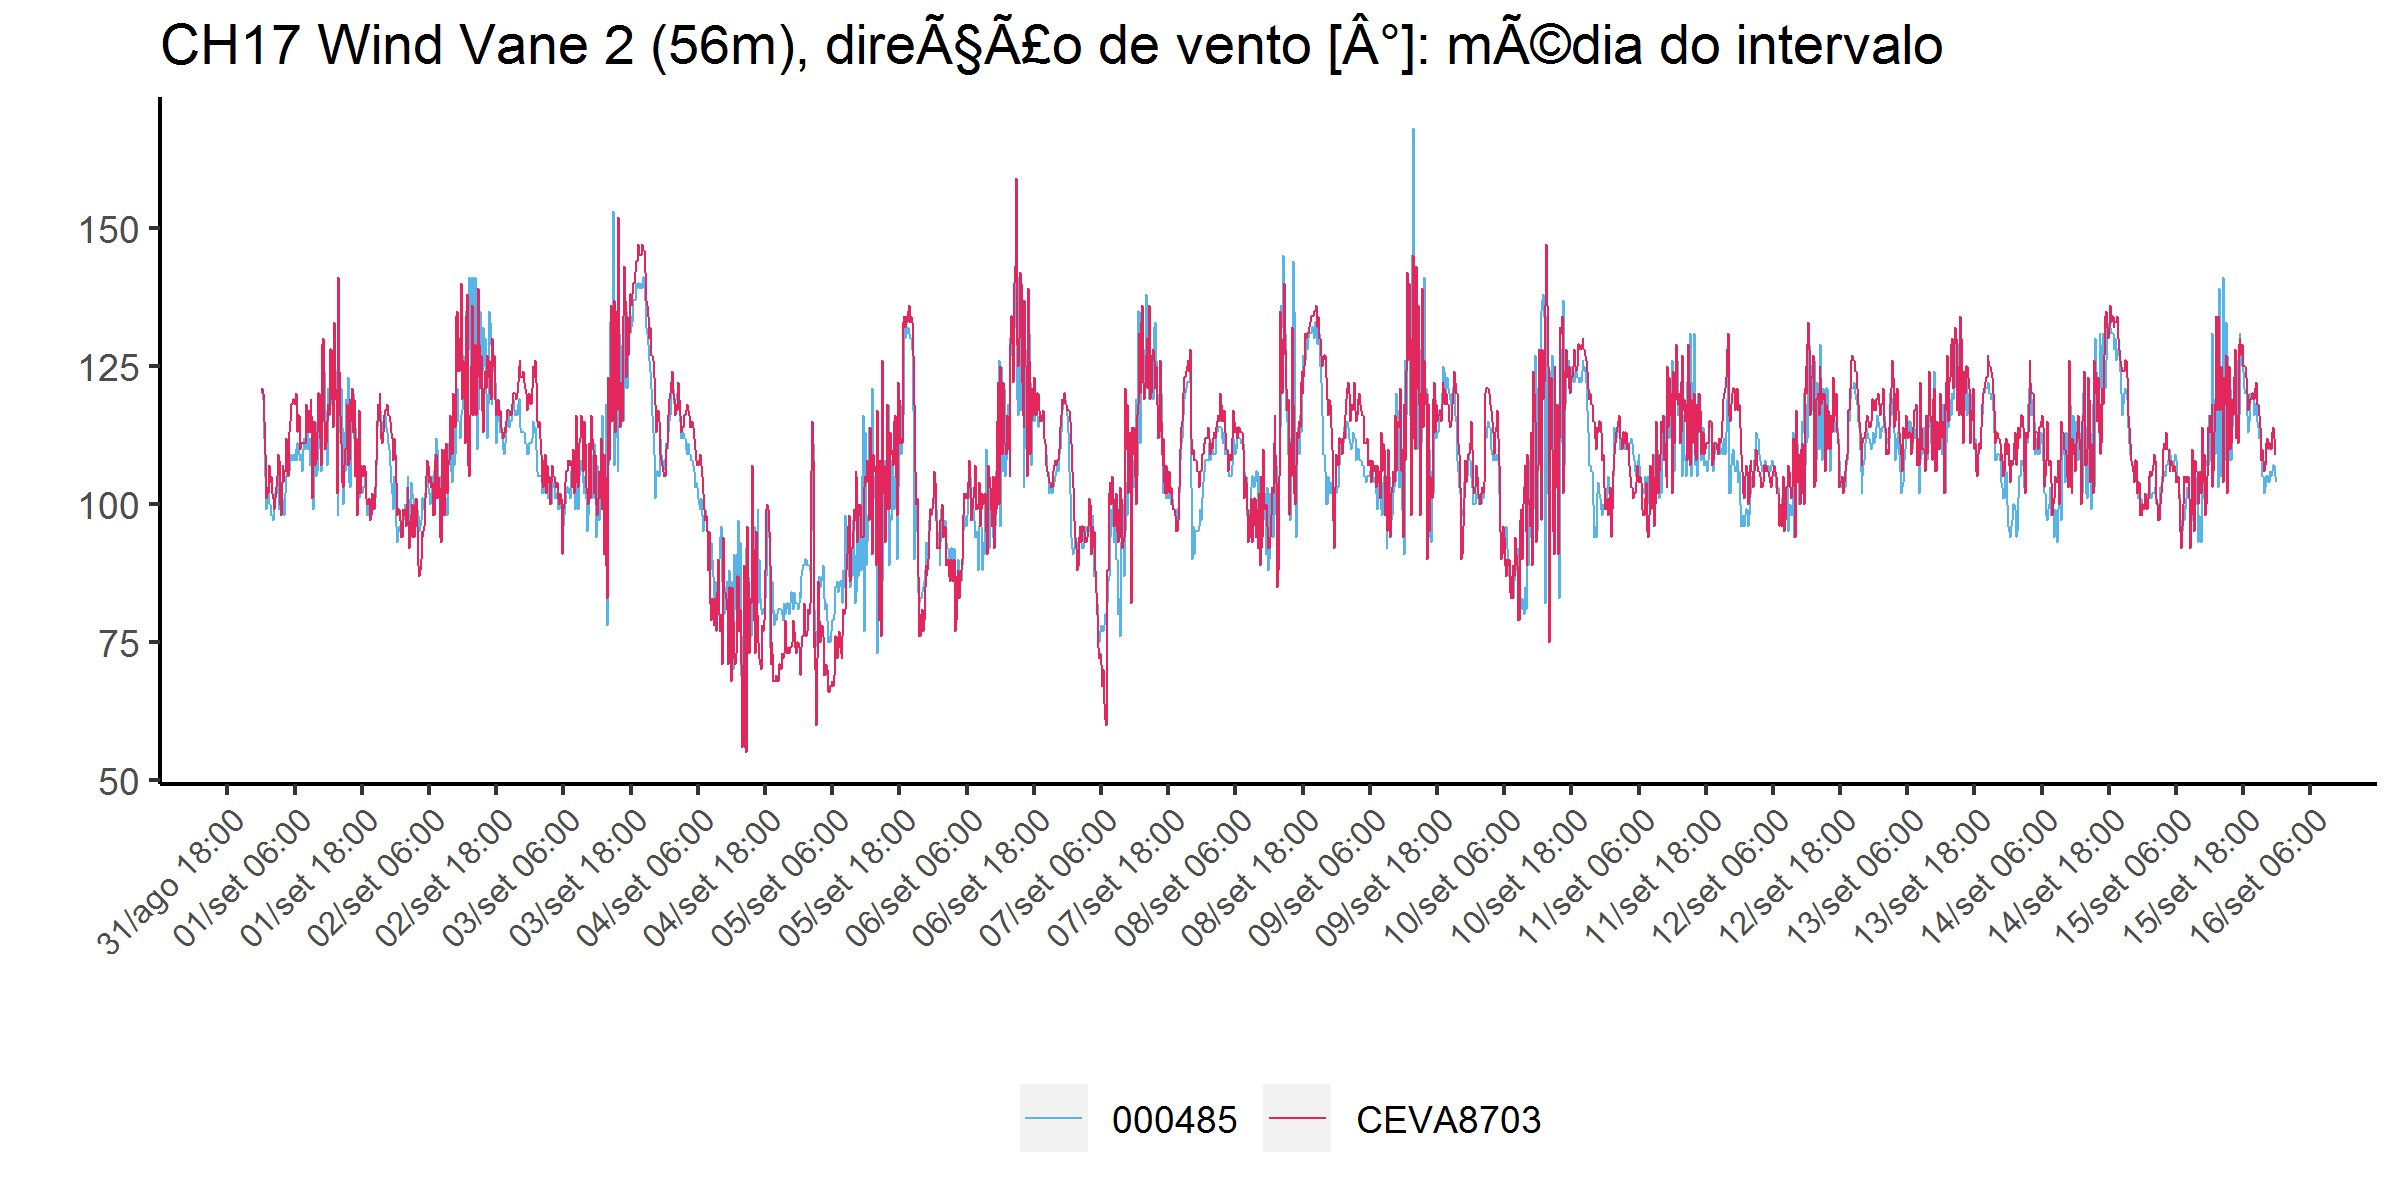 CH17 Wind Vane 2 (56m), direÃ§Ã£o de vento [Â°]: mÃ©dia do intervalo
150
125
100
75
50
31/ago 18:00
01/set 06:00
01/set 18:00
02/set 06:00
02/set 18:00
03/set 06:00
03/set 18:00
04/set 06:00
04/set 18:00
05/set 06:00
05/set 18:00
06/set 06:00
06/set 18:00
07/set 06:00
07/set 18:00
08/set 06:00
08/set 18:00
09/set 06:00
09/set 18:00
10/set 06:00
10/set 18:00
11/set 06:00
11/set 18:00
12/set 06:00
12/set 18:00
13/set 06:00
13/set 18:00
14/set 06:00
14/set 18:00
15/set 06:00
15/set 18:00
16/set 06:00
000485
CEVA8703